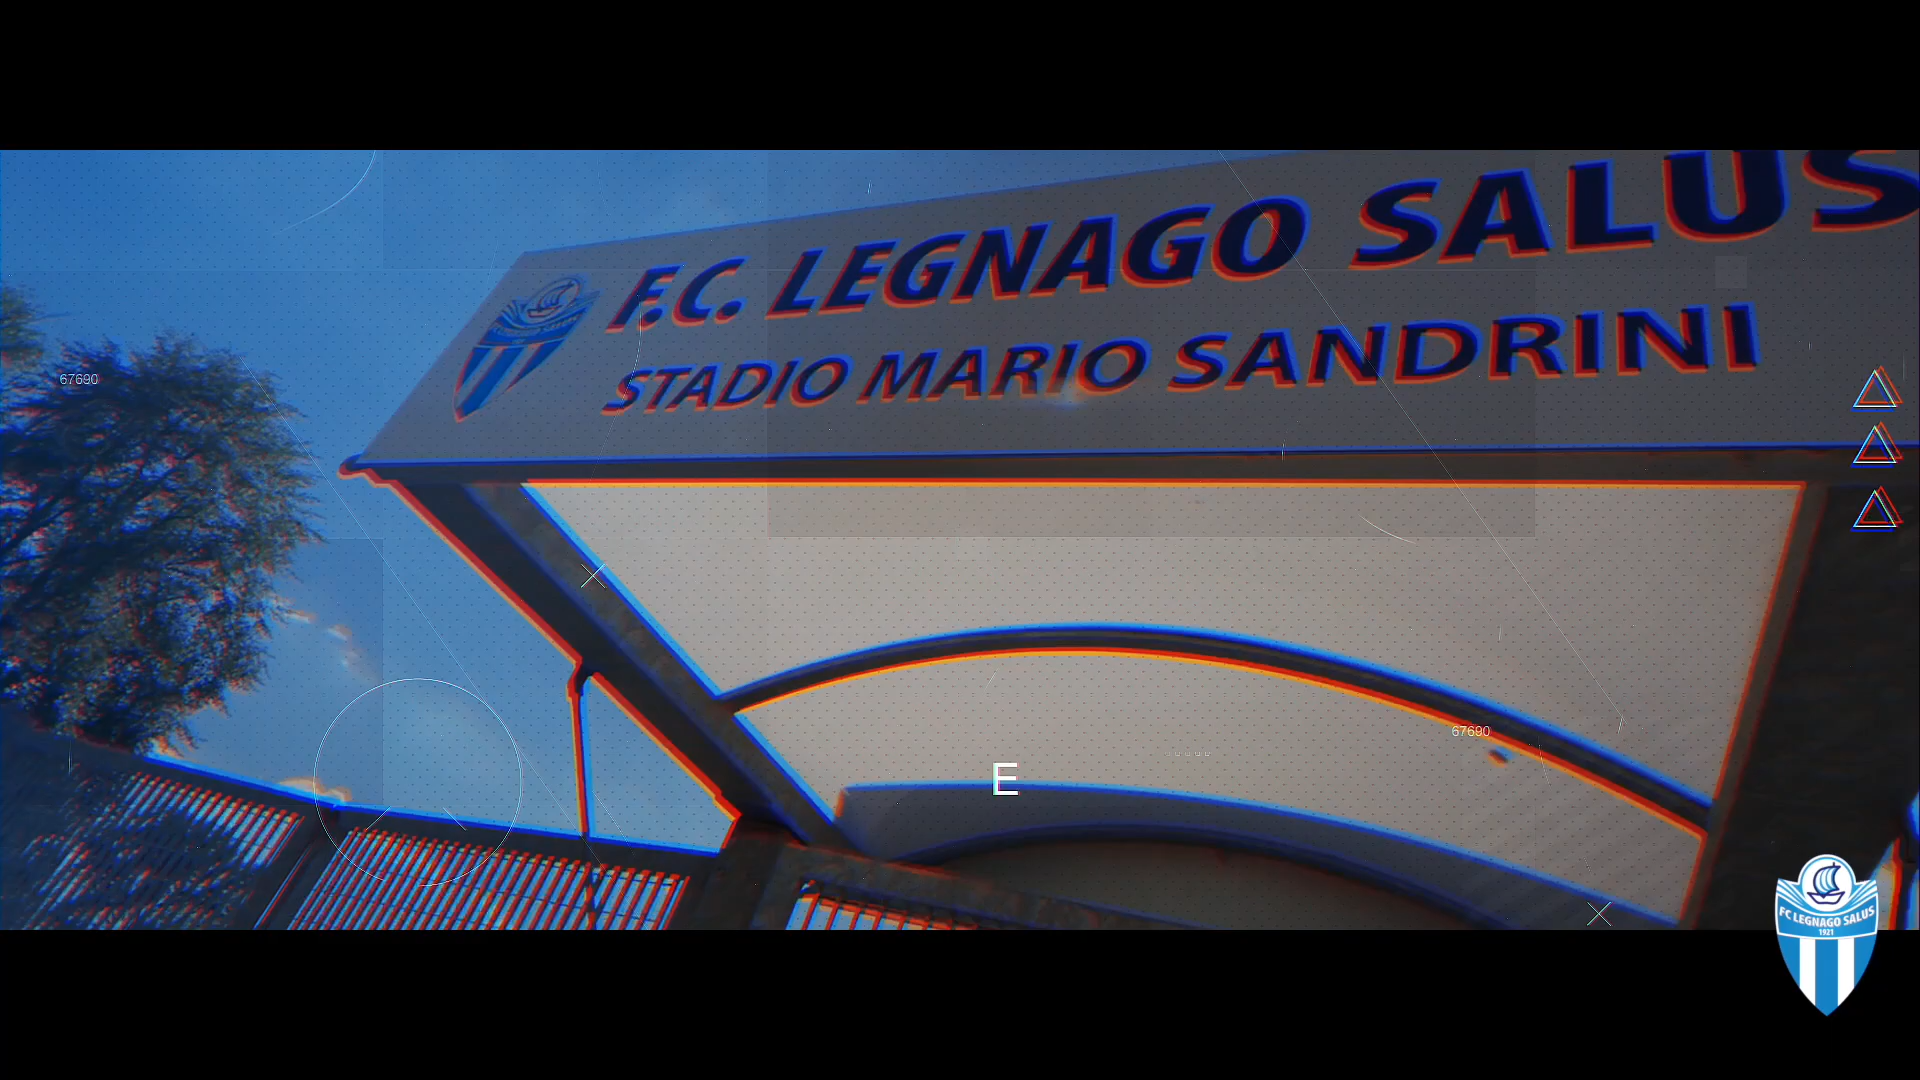 F.C. LEGNAGO SALUS
STADIO MARIO SANDRINI
67690
67690
E
FC LEGNAGO SALUS
1921